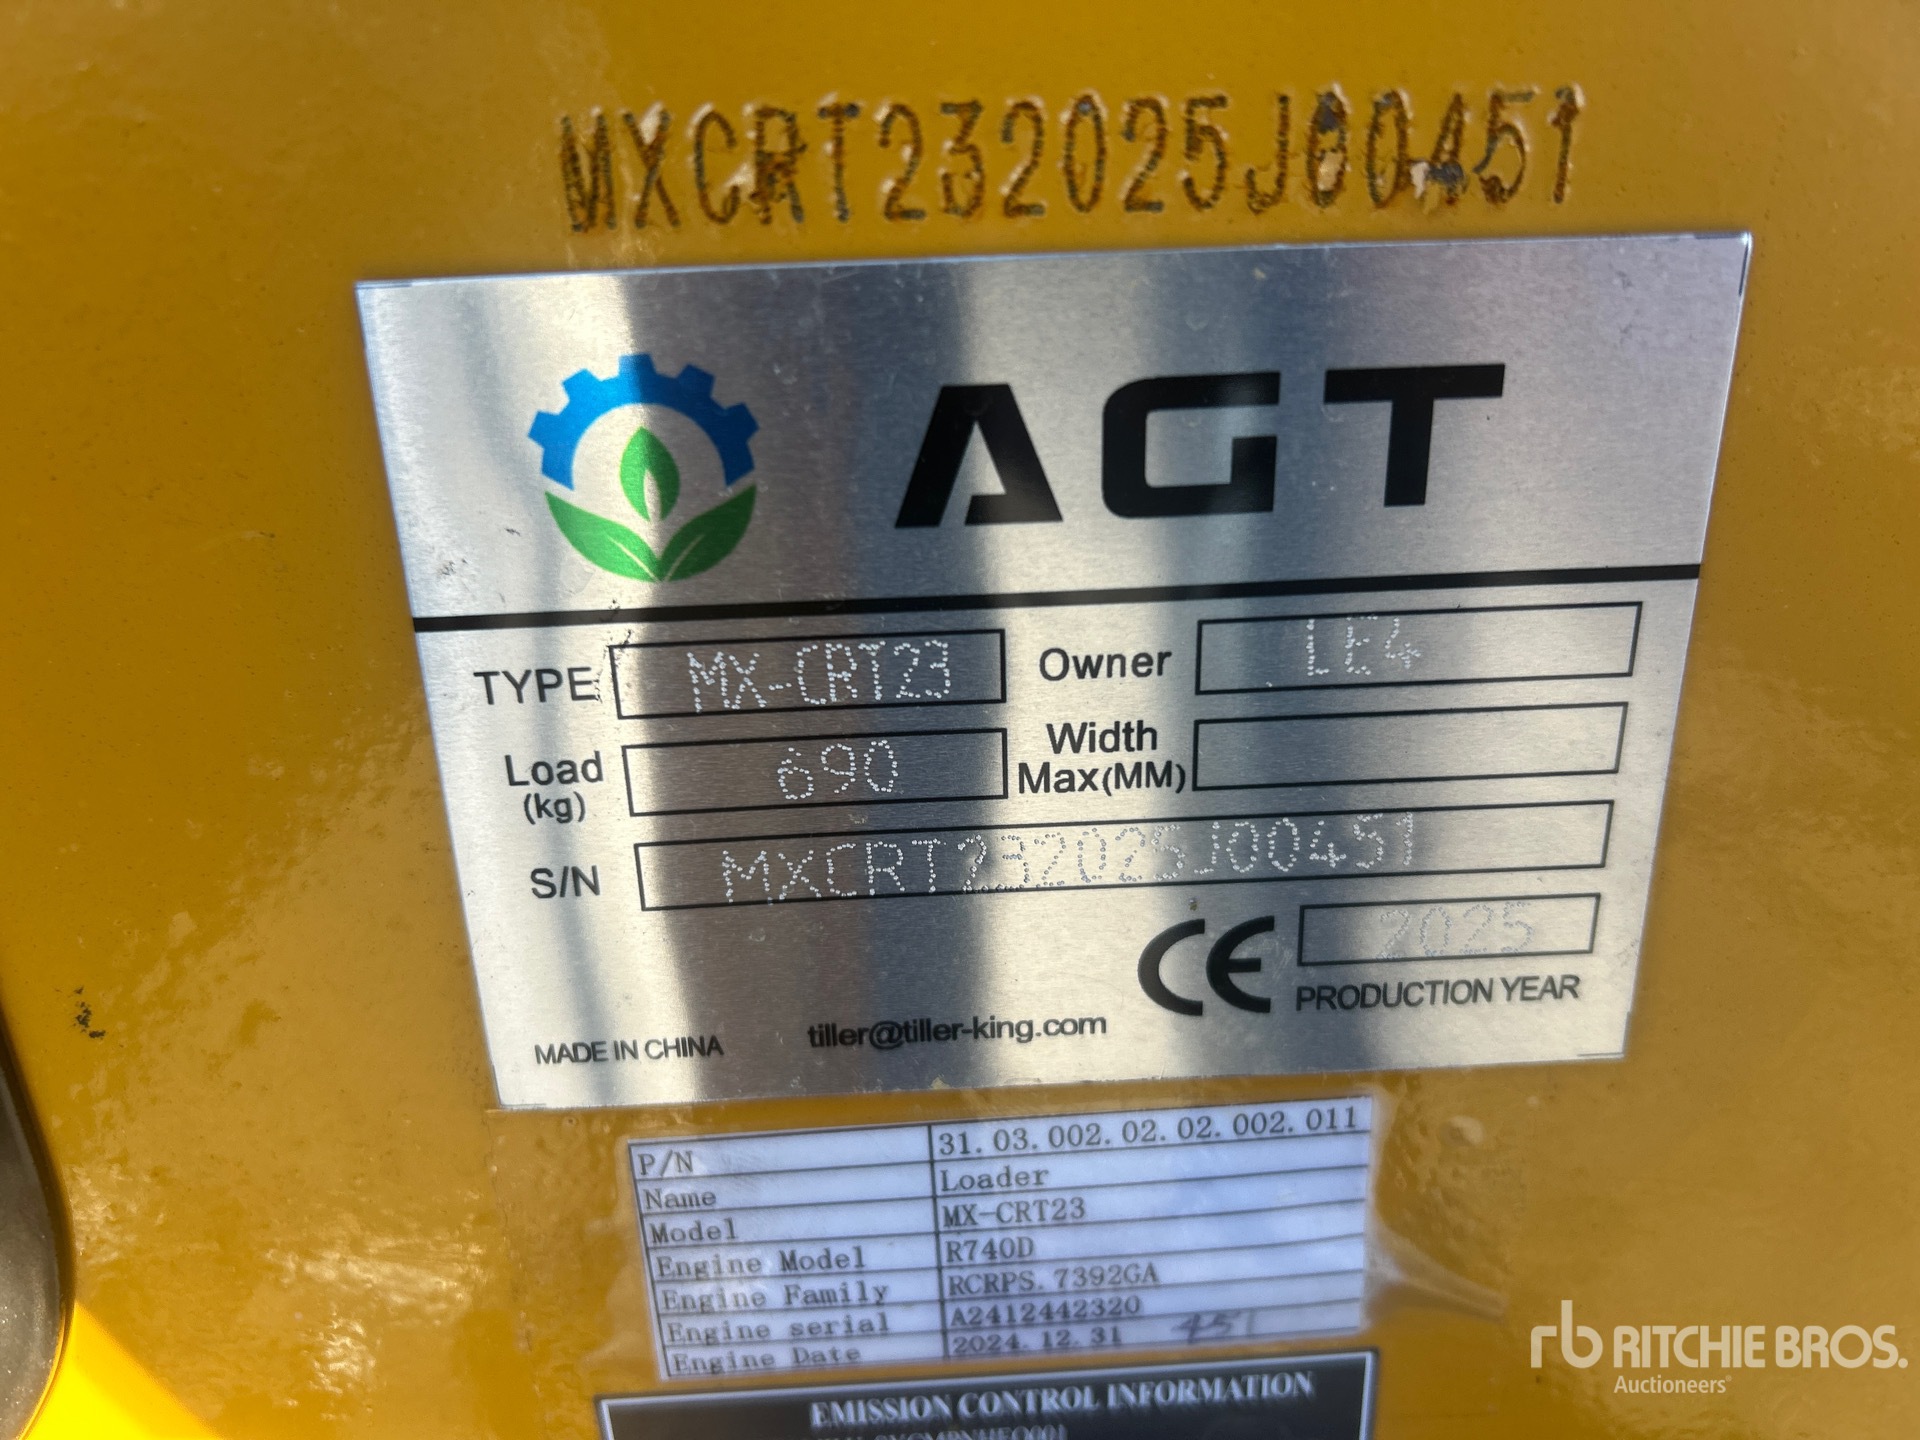 MXCRT232025J00451
AGT
TYPE MX-CRT23 Owner LE4
Load (kg) 690 Width Max(MM)
S/N MXCRT232025J00451
CE 2025
PRODUCTION YEAR
MADE IN CHINA tiller@tiller-king.com
P/N 31.03.002.02.02.002.011
Name Loader
Model MX-CRT23
Engine Model R740D
Engine Family RCRPS.7392GA
Engine serial A2412442320
Engine Date 2024.12.31 451
EMISSION CONTROL INFORMATION
rb RITCHIE BROS.
Auctioneers